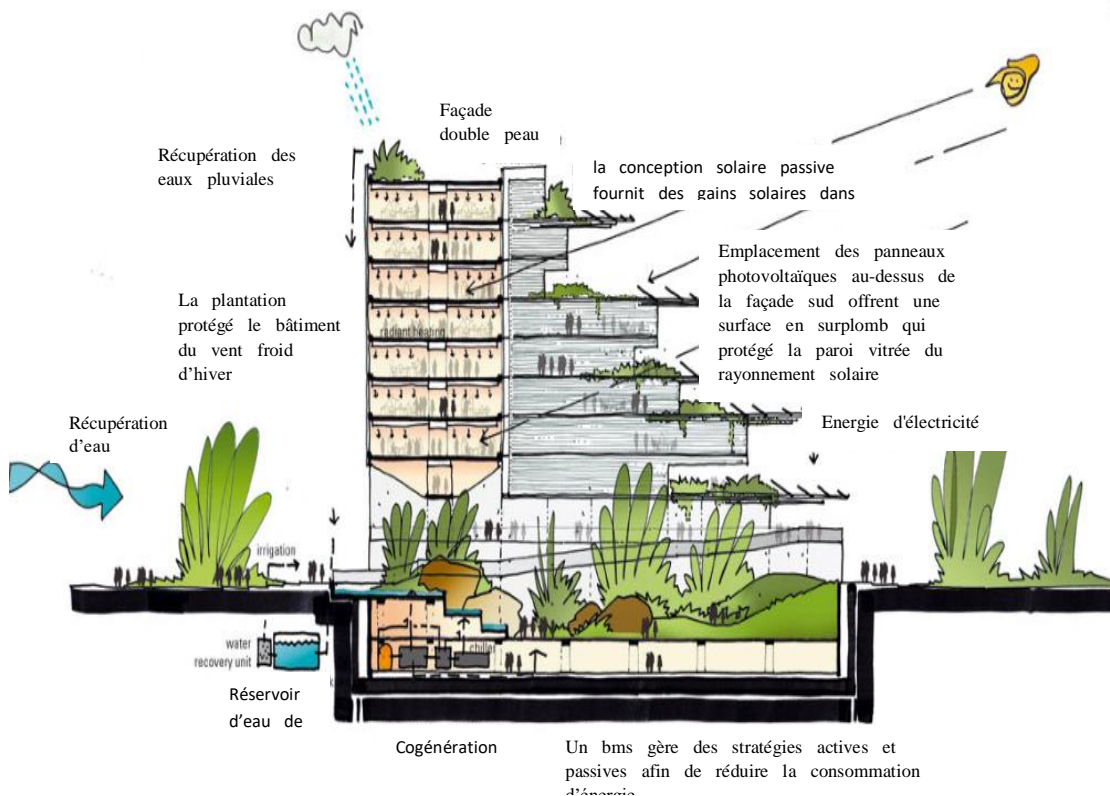 Façade
double peau
Récupération des
eaux pluviales
la conception solaire passive
fournit des gains solaires dans
Emplacement des panneaux
photovoltaïques au-dessus de
la façade sud offrent une
surface en surplomb qui
protégé la paroi vitrée du
rayonnement solaire
La plantation
protégé le bâtiment
du vent froid
d'hiver
radiant heating
Récupération
d'eau
Energie d'électricité
irrigation
water
recovery unit
chiller
Réservoir
d'eau de
Cogénération
Un bms gère des stratégies actives et
passives afin de réduire la consommation
d'énergie